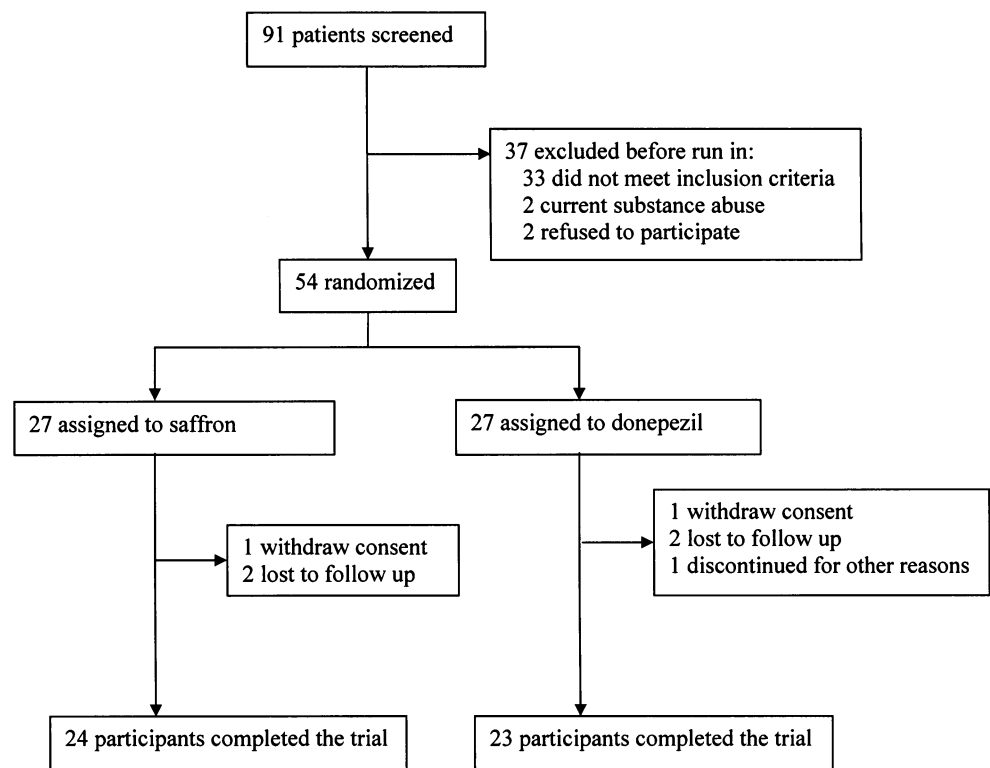 91 patients screened
37 excluded before run in:
33 did not meet inclusion criteria
2 current substance abuse
2 refused to participate
54 randomized
27 assigned to saffron
27 assigned to donepezil
1 withdraw consent
2 lost to follow up
1 withdraw consent
2 lost to follow up
1 discontinued for other reasons
24 participants completed the trial
23 participants completed the trial